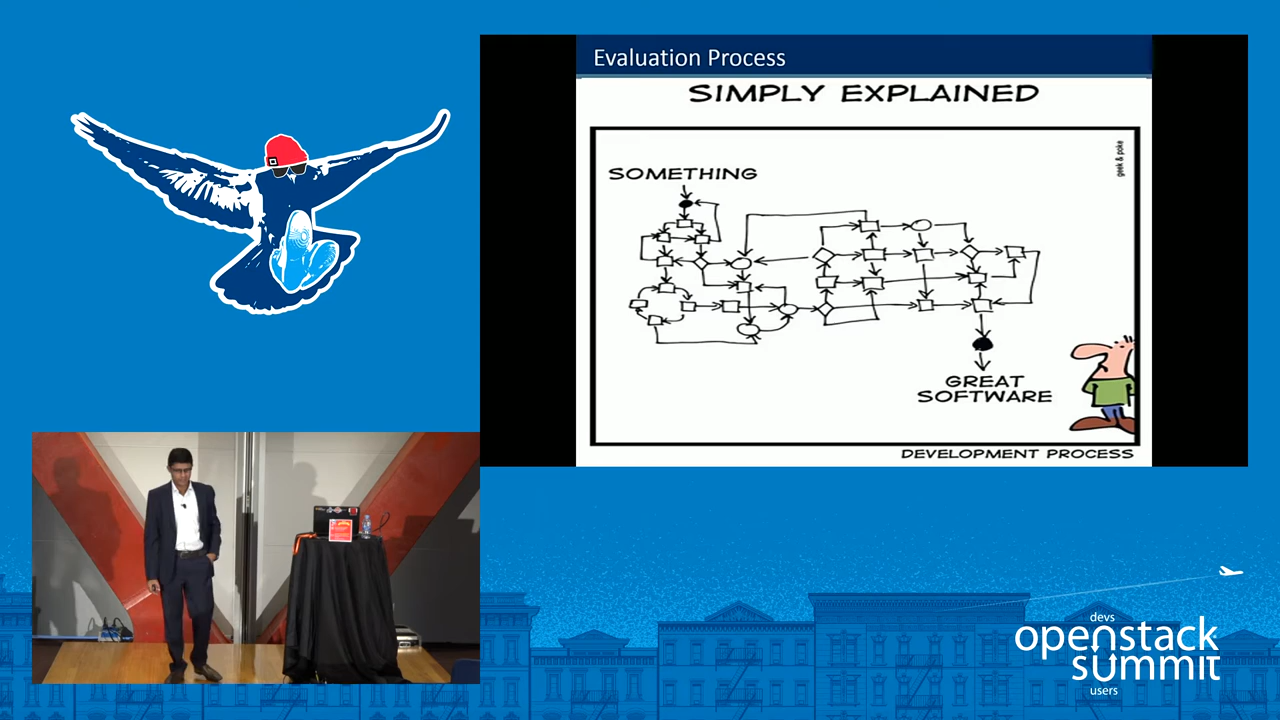 Evaluation Process
SIMPLY EXPLAINED
geek & poke
SOMETHING
GREAT
SOFTWARE
DEVELOPMENT PROCESS
devs
openstack
summit
users